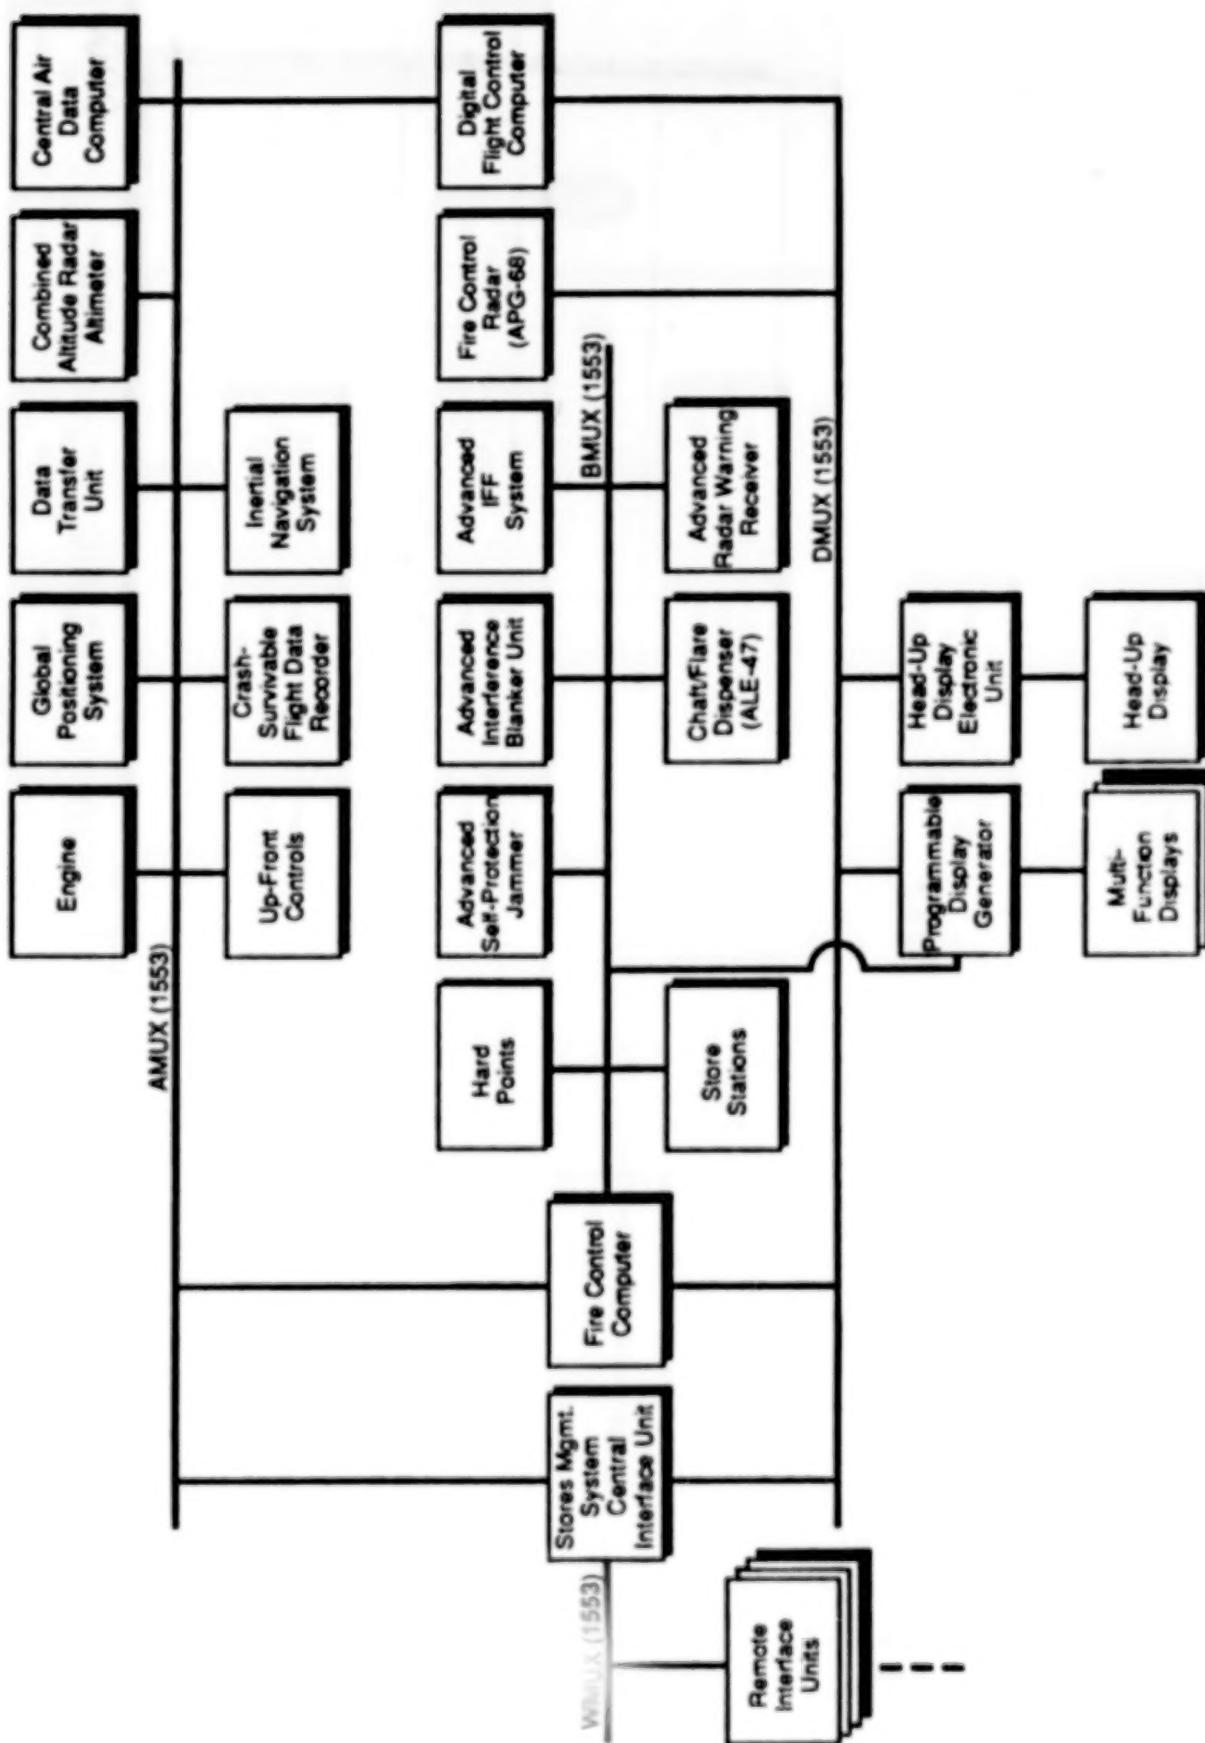 Engine
Global
Positioning
System
Data
Transfer
Unit
Combined
Altitude Radar
Altimeter
Central Air
Data
Computer
AMUX (1553)
Up-Front
Controls
Crash-
Survivable
Flight Data
Recorder
Inertial
Navigation
System
Hard
Points
Advanced
Self-Protection
Jammer
Advanced
Interference
Blanker Unit
Advanced
IFF
System
Fire Control
Radar
(APG-68)
Digital
Flight Control
Computer
WMUX (1553)
Stores Mgmt.
System
Central
Interface Unit
Fire Control
Computer
BMUX (1553)
Store
Stations
Chaff/Flare
Dispenser
(ALE-47)
Advanced
Radar Warning
Receiver
Remote
Interface
Units
DMUX (1553)
Programmable
Display
Generator
Head-Up
Display
Electronic
Unit
Multi-
Function
Displays
Head-Up
Display